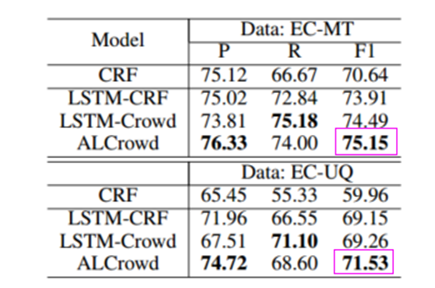 Model Data: EC-MT
P R F1
CRF 75.12 66.67 70.64
LSTM-CRF 75.02 72.84 73.91
LSTM-Crowd 73.81 75.18 74.49
ALCrowd 76.33 74.00 75.15
Data: EC-UQ
CRF 65.45 55.33 59.96
LSTM-CRF 71.96 66.55 69.15
LSTM-Crowd 67.51 71.10 69.26
ALCrowd 74.72 68.60 71.53